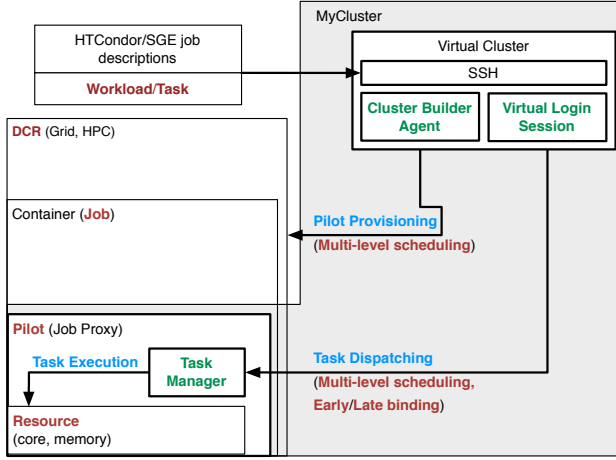 MyCluster
HTCondor/SGE job
descriptions
Workload/Task
Virtual Cluster
SSH
Cluster Builder
Agent
Virtual Login
Session
DCR (Grid, HPC)
Container (Job)
Pilot Provisioning
(Multi-level scheduling)
Pilot (Job Proxy)
Task Execution
Task
Manager
Task Dispatching
(Multi-level scheduling,
Early/Late binding)
Resource
(core, memory)